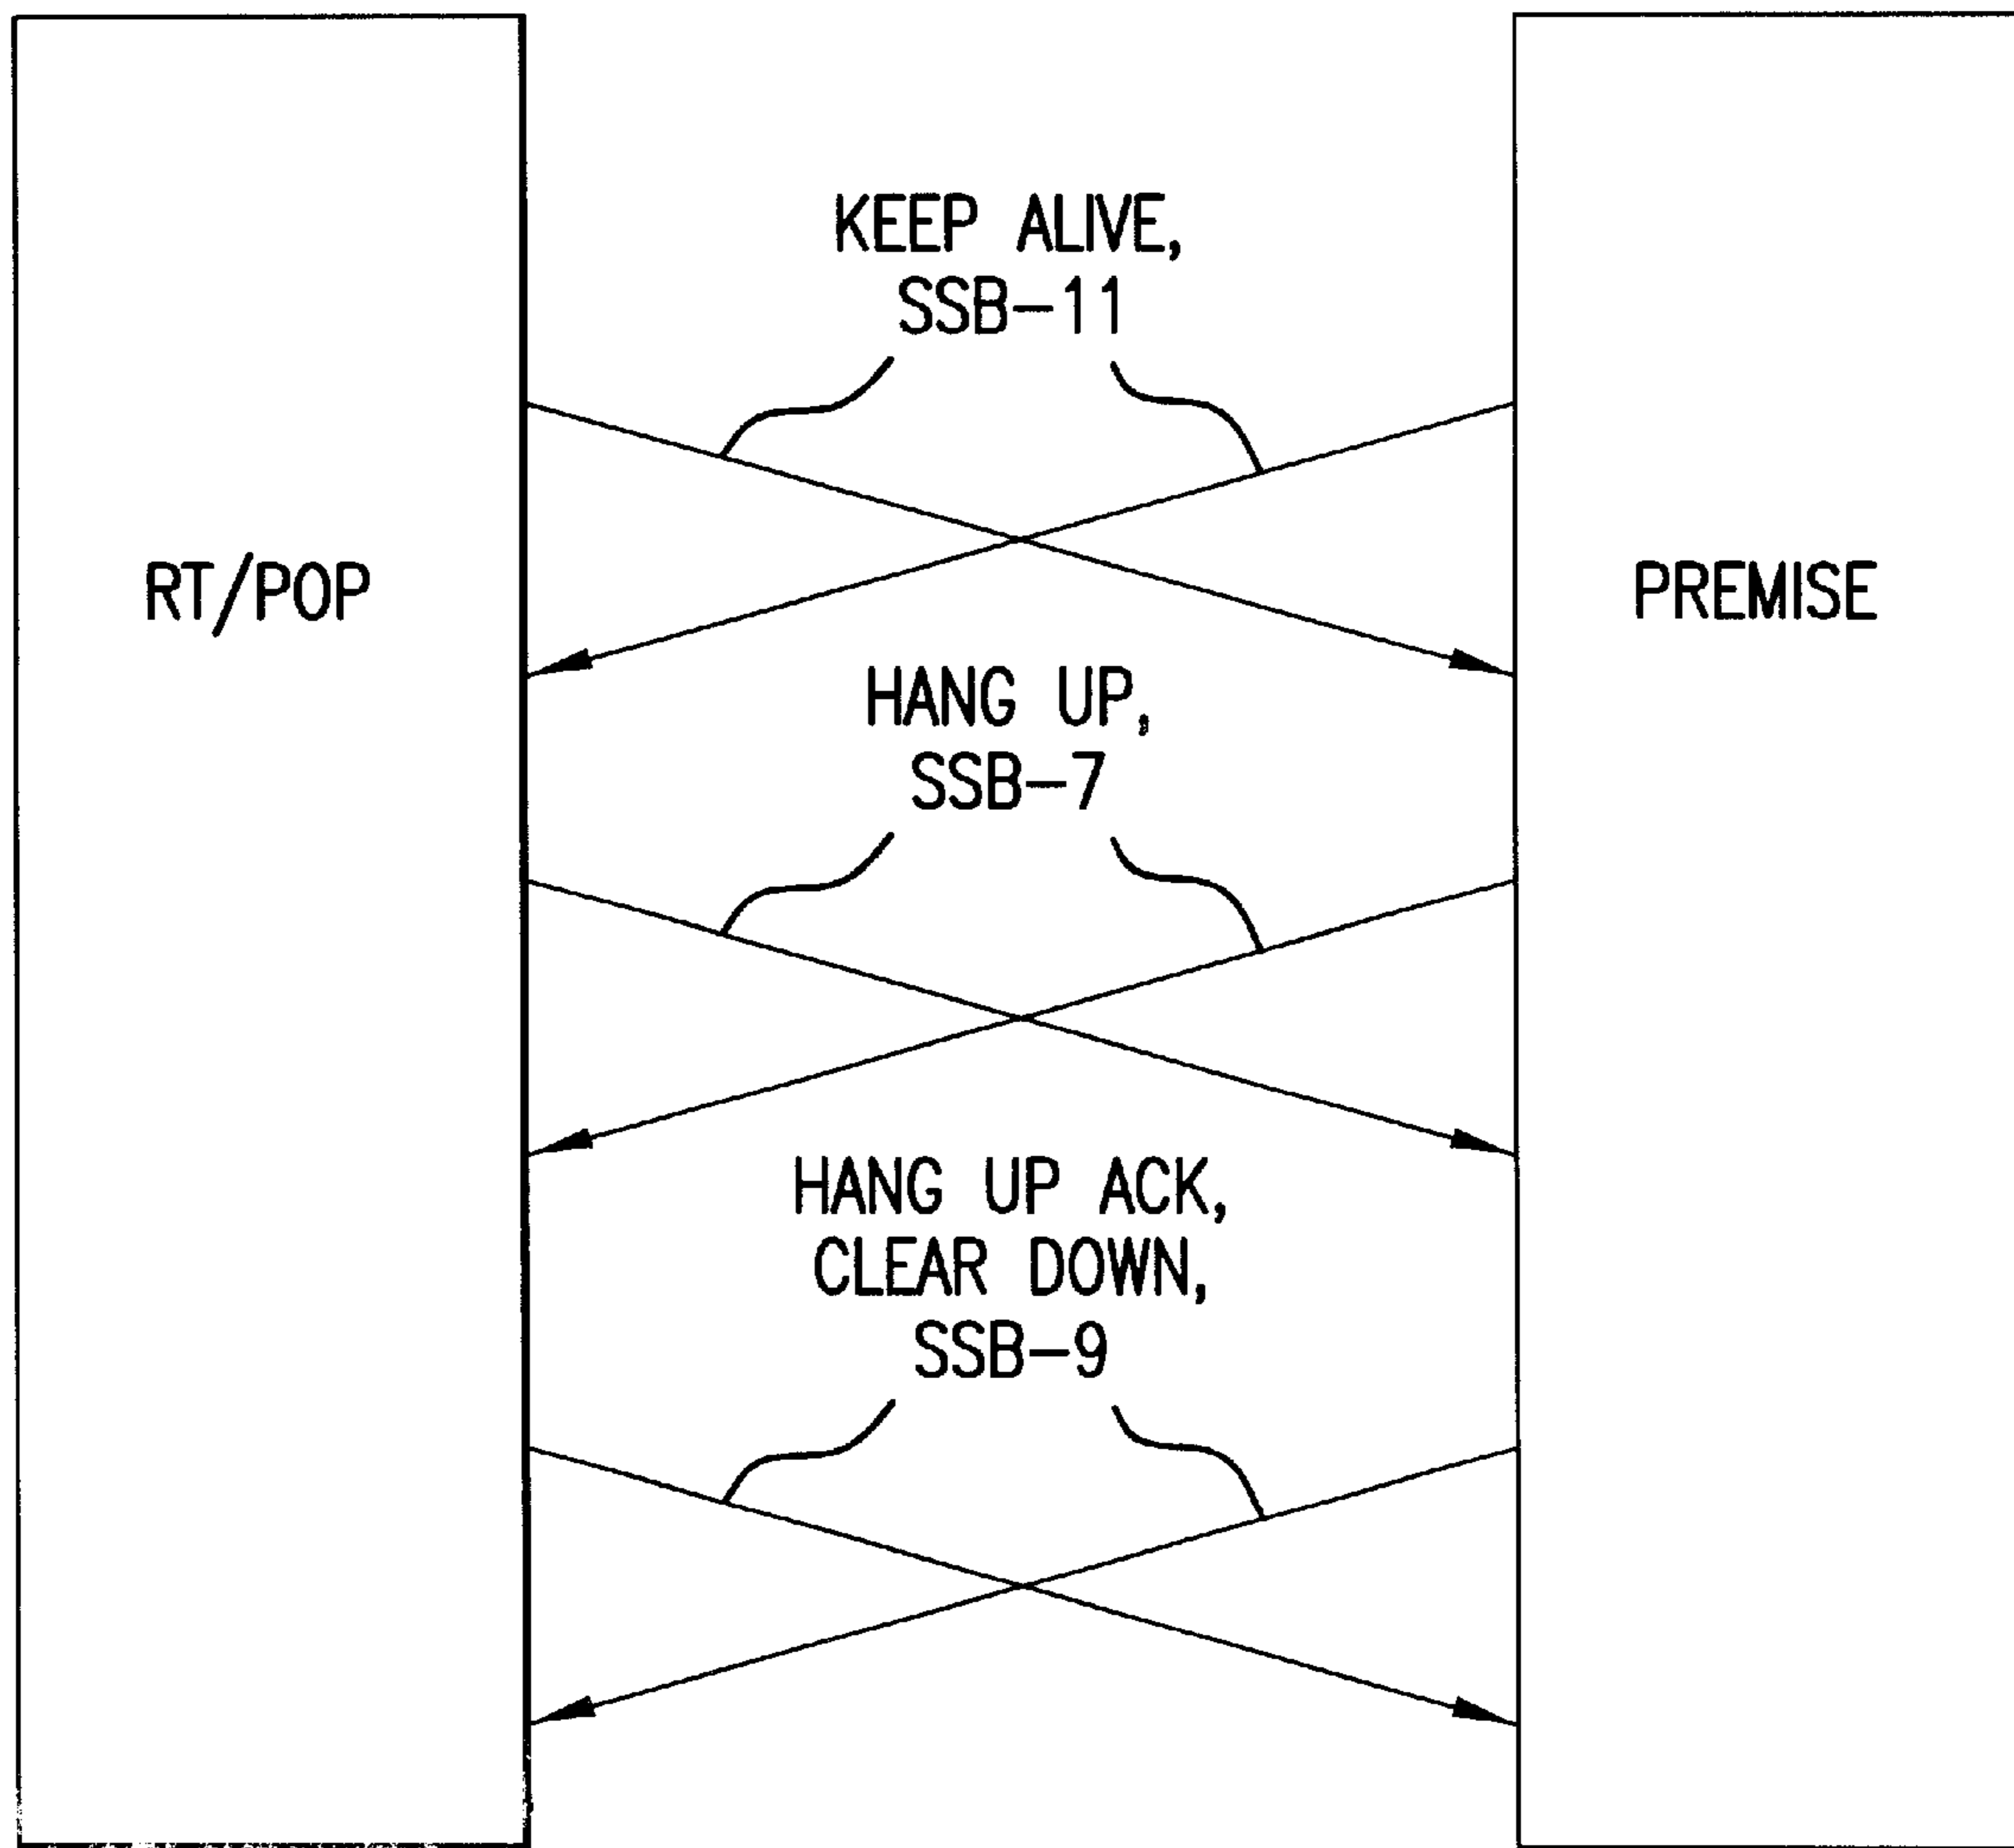 KEEP ALIVE,
SSB-11
RT/POP
PREMISE
HANG UP,
SSB-7
HANG UP ACK,
CLEAR DOWN,
SSB-9